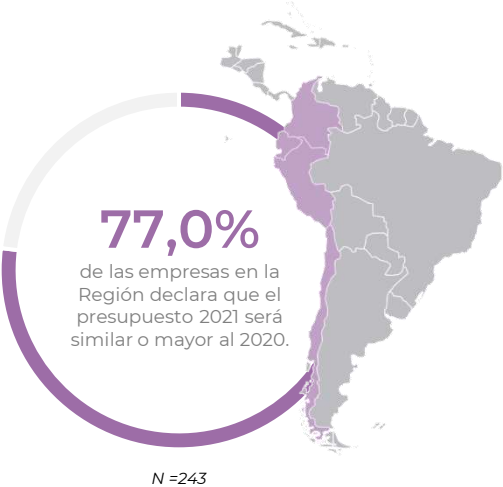 77,0%
de las empresas en la
Región declara que el
presupuesto 2021 será
similar o mayor al 2020.
N =243